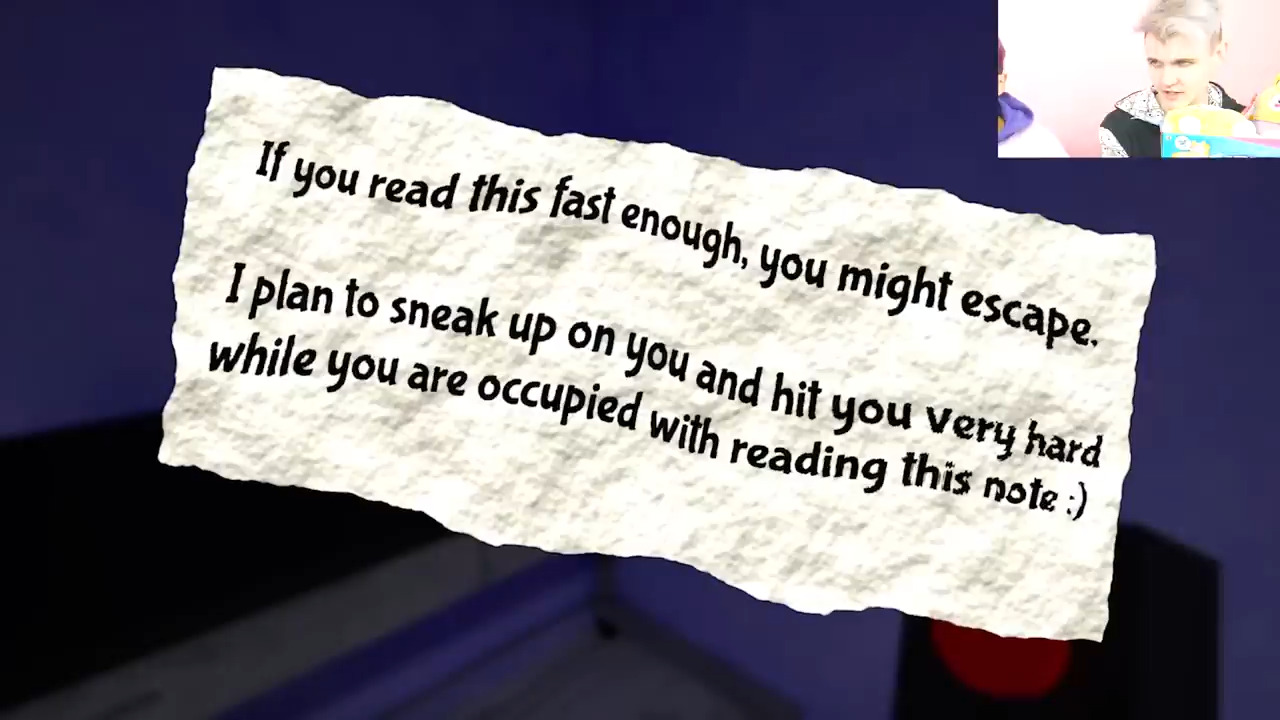 If you read this fast enough, you might escape.
I plan to sneak up on you and hit you very hard
while you are occupied with reading this note :)